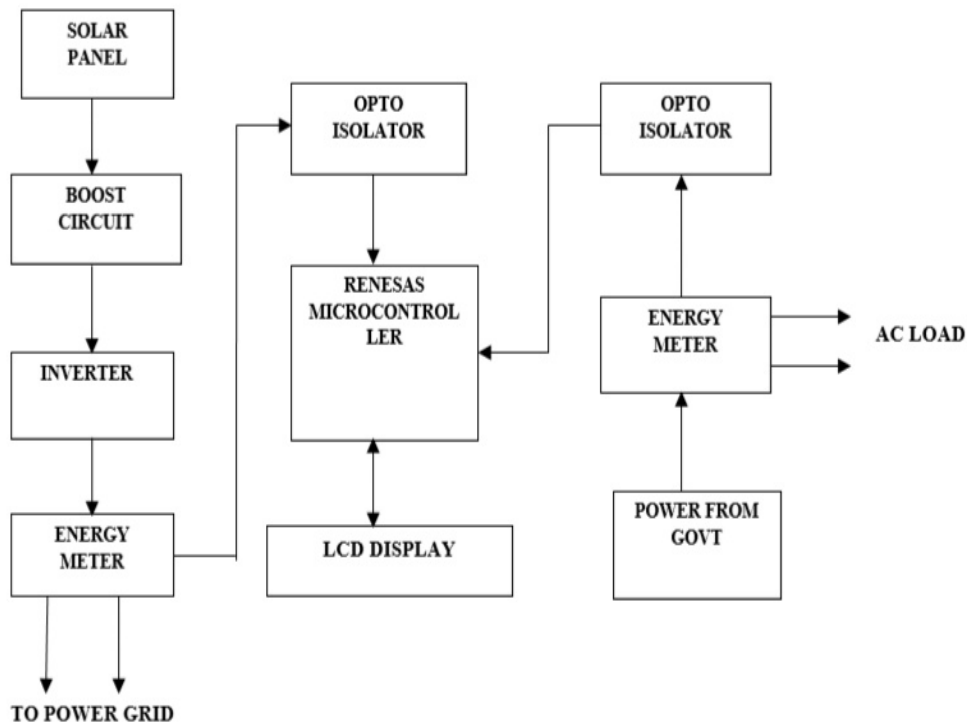 SOLAR
PANEL
BOOST
CIRCUIT
INVERTER
ENERGY
METER
TO POWER GRID
OPTO
ISOLATOR
RENESAS
MICROCONTROL
LER
LCD DISPLAY
OPTO
ISOLATOR
ENERGY
METER
AC LOAD
POWER FROM
GOVT